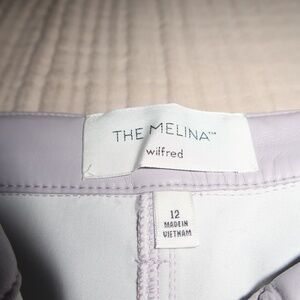 THE MELINA™
wilfred
12
MADE IN
VIETNAM